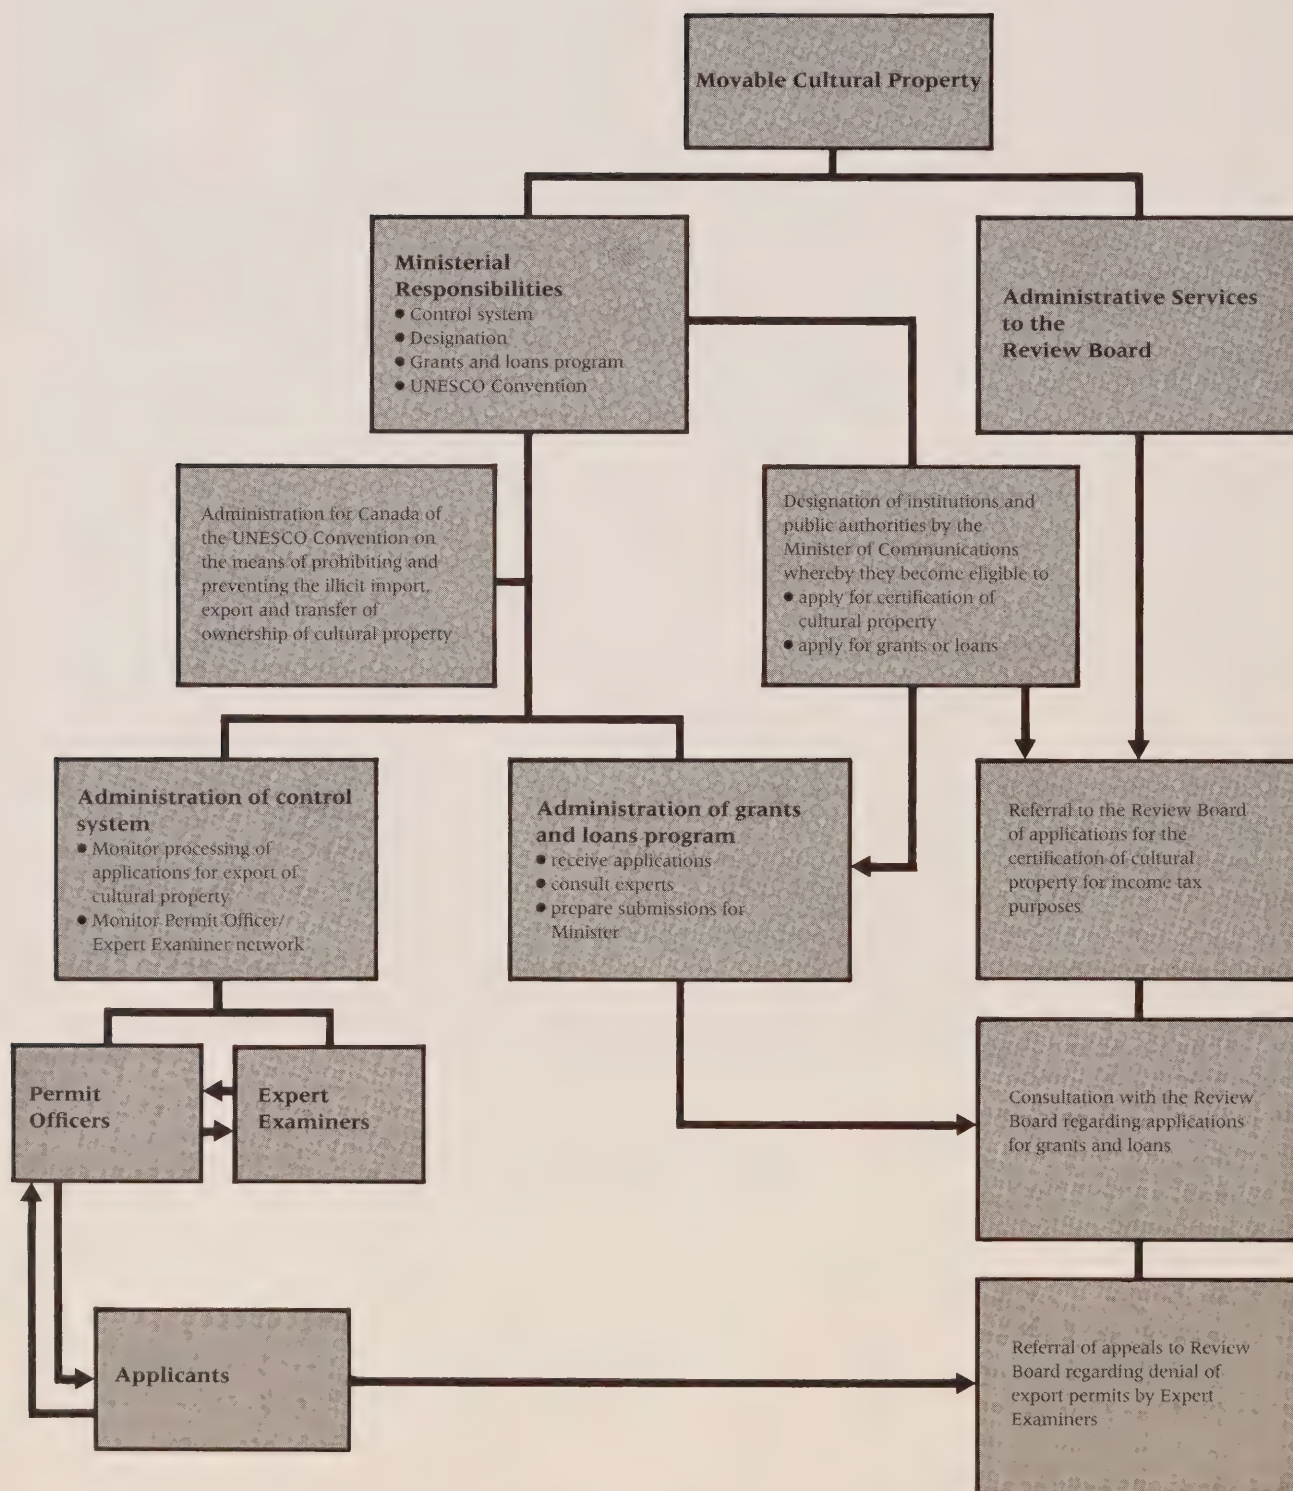 Movable Cultural Property
Ministerial
Responsibilities
● Control system
● Designation
● Grants and loans program
● UNESCO Convention
Administrative Services
to the
Review Board
Administration for Canada of
the UNESCO Convention on
the means of prohibiting and
preventing the illicit import,
export and transfer of
ownership of cultural property
Designation of institutions and
public authorities by the
Minister of Communications
whereby they become eligible to
● apply for certification of
cultural property
● apply for grants or loans
Administration of control
system
● Monitor processing of
applications for export of
cultural property
● Monitor Permit Officer/
Expert Examiner network
Administration of grants
and loans program
● receive applications
● consult experts
● prepare submissions for
Minister
Referral to the Review Board
of applications for the
certification of cultural
property for income tax
purposes
Permit
Officers
Expert
Examiners
Consultation with the Review
Board regarding applications
for grants and loans
Applicants
Referral of appeals to Review
Board regarding denial of
export permits by Expert
Examiners